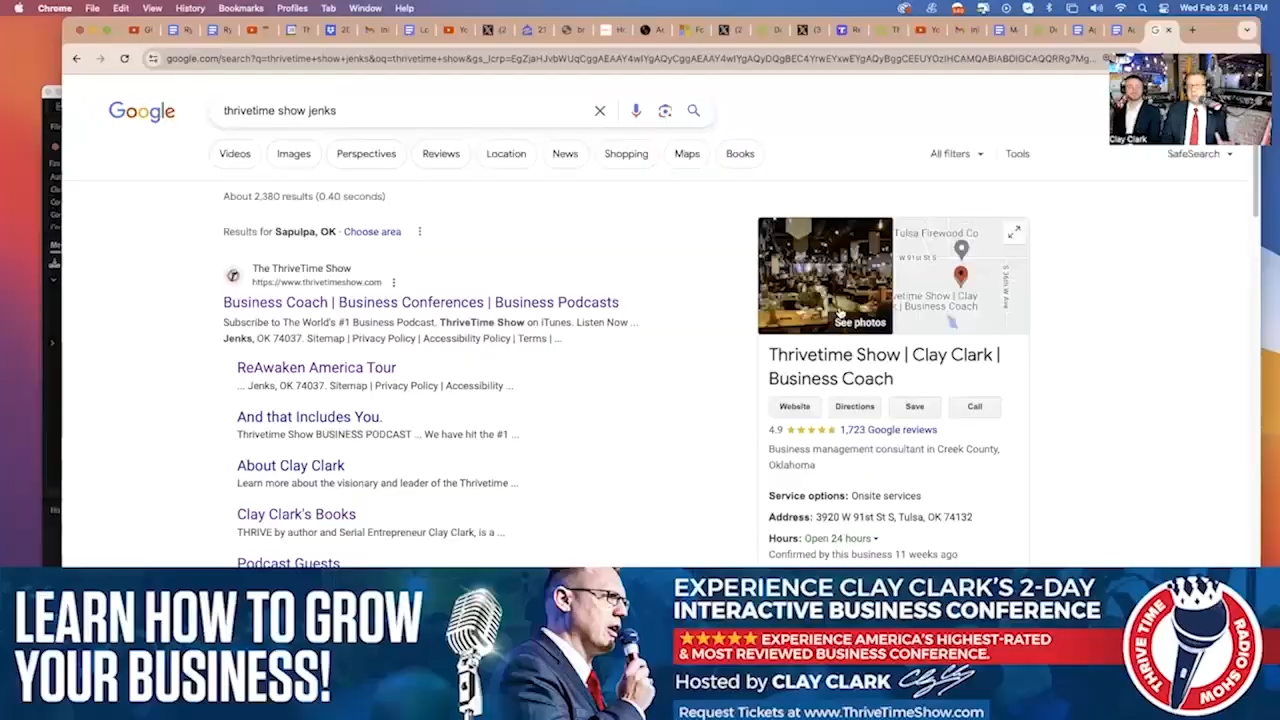 Chrome File Edit View History Bookmarks Profiles Tab Window Help
Wed Feb 28 4:14 PM
Google
thrivetime show jenks
Videos Images Perspectives Reviews Location News Shopping Maps Books
All filters Tools
SafeSearch
Clay Clark
About 2,380 results (0.40 seconds)
Results for Sapulpa, OK · Choose area
The ThriveTime Show
https://www.thrivetimeshow.com
Business Coach | Business Conferences | Business Podcasts
Subscribe to The World's #1 Business Podcast. ThriveTime Show on iTunes. Listen Now ...
Jenks, OK 74037. Sitemap | Privacy Policy | Accessibility Policy | Terms | ...
ReAwaken America Tour
... Jenks, OK 74037. Sitemap | Privacy Policy | Accessibility ...
And that Includes You.
Thrivetime Show BUSINESS PODCAST ... We have hit the #1 ...
About Clay Clark
Learn more about the visionary and leader of the Thrivetime ...
Clay Clark's Books
THRIVE by author and Serial Entrepreneur Clay Clark, is a ...
Podcast Guests
See photos
Tulsa Firewood Co
W 91st St S
S 36th W Ave
vetime Show | Clay
| Business Coach
Thrivetime Show | Clay Clark |
Business Coach
Website Directions Save Call
4.9 1,723 Google reviews
Business management consultant in Creek County,
Oklahoma
Service options: Onsite services
Address: 3920 W 91st St S, Tulsa, OK 74132
Hours: Open 24 hours
Confirmed by this business 11 weeks ago
LEARN HOW TO GROW
YOUR BUSINESS!
EXPERIENCE CLAY CLARK'S 2-DAY
INTERACTIVE BUSINESS CONFERENCE
EXPERIENCE AMERICA'S HIGHEST-RATED
& MOST REVIEWED BUSINESS CONFERENCE.
Hosted by CLAY CLARK
Request Tickets at www.ThriveTimeShow.com
THRIVE TIME
RADIO SHOW